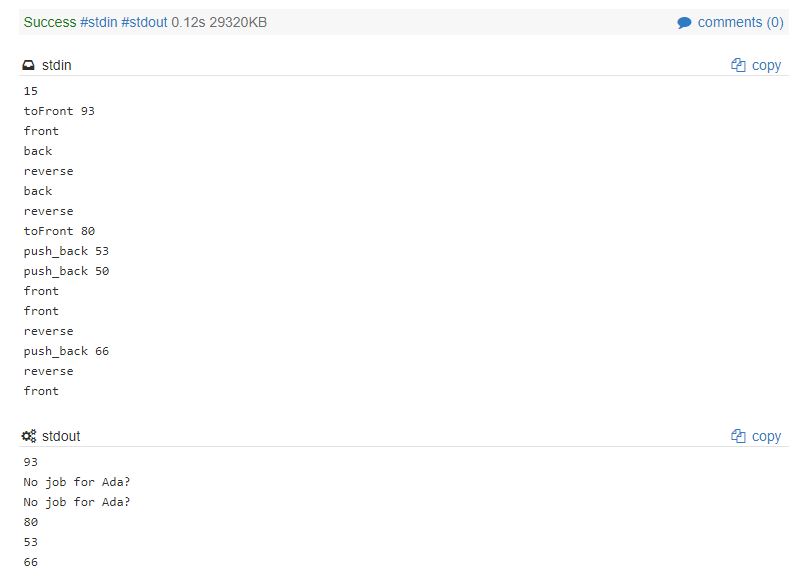 Success #stdin #stdout 0.12s 29320KB
comments (0)
stdin
copy
15
toFront 93
front
back
reverse
back
reverse
toFront 80
push_back 53
push_back 50
front
front
reverse
push_back 66
reverse
front
stdout
copy
93
No job for Ada?
No job for Ada?
80
53
66